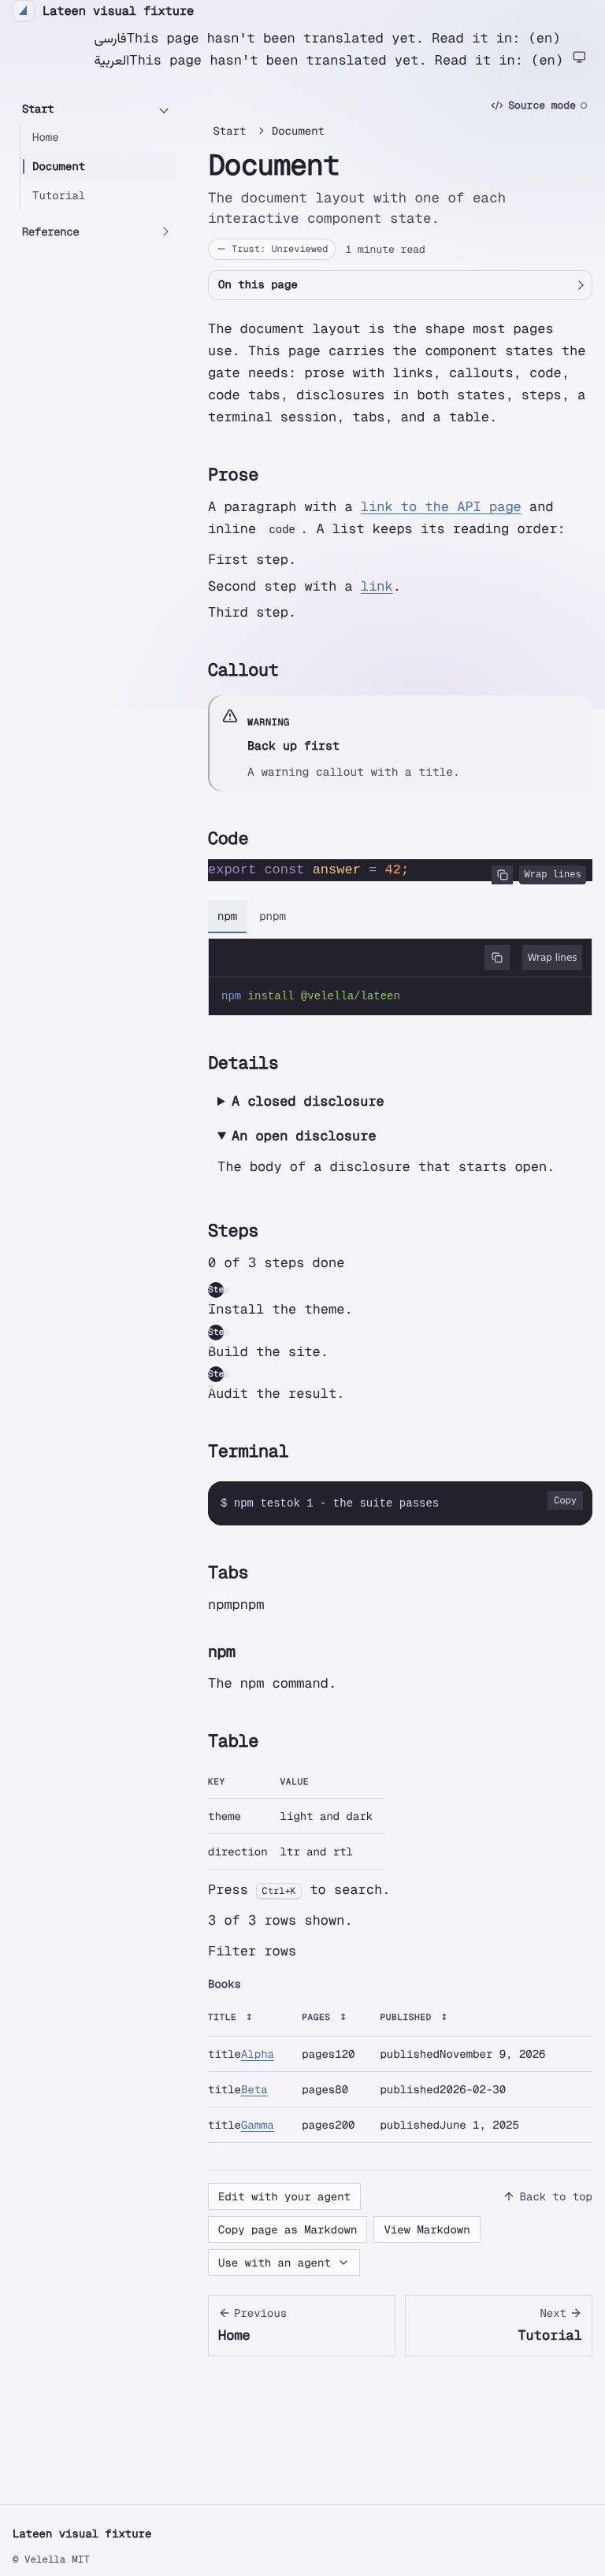 Lateen visual fixture
فارسیThis page hasn't been translated yet. Read it in: (en)
العربيةThis page hasn't been translated yet. Read it in: (en)
Source mode
Start
Home
Document
Tutorial
Reference
Start > Document
Document
The document layout with one of each
interactive component state.
— Trust: Unreviewed
1 minute read
On this page
The document layout is the shape most pages
use. This page carries the component states the
gate needs: prose with links, callouts, code,
code tabs, disclosures in both states, steps, a
terminal session, tabs, and a table.
Prose
A paragraph with a link to the API page and
inline code. A list keeps its reading order:
First step.
Second step with a link.
Third step.
Callout
WARNING
Back up first
A warning callout with a title.
Code
export const answer = 42;
Wrap lines
npm pnpm
Wrap lines
npm install @velella/lateen
Details
A closed disclosure
An open disclosure
The body of a disclosure that starts open.
Steps
0 of 3 steps done
Step
Install the theme.
Step
Build the site.
Step
Audit the result.
Terminal
$ npm testok 1 - the suite passes
Copy
Tabs
npmpnpm
npm
The npm command.
Table
KEY VALUE
theme light and dark
direction ltr and rtl
Press Ctrl+K to search.
3 of 3 rows shown.
Filter rows
Books
TITLE ↕ PAGES ↕ PUBLISHED ↕
titleAlpha pages120 publishedNovember 9, 2026
titleBeta pages80 published2026-02-30
titleGamma pages200 publishedJune 1, 2025
Edit with your agent
↑ Back to top
Copy page as Markdown
View Markdown
Use with an agent
← Previous
Home
Next →
Tutorial
Lateen visual fixture
© Velella MIT